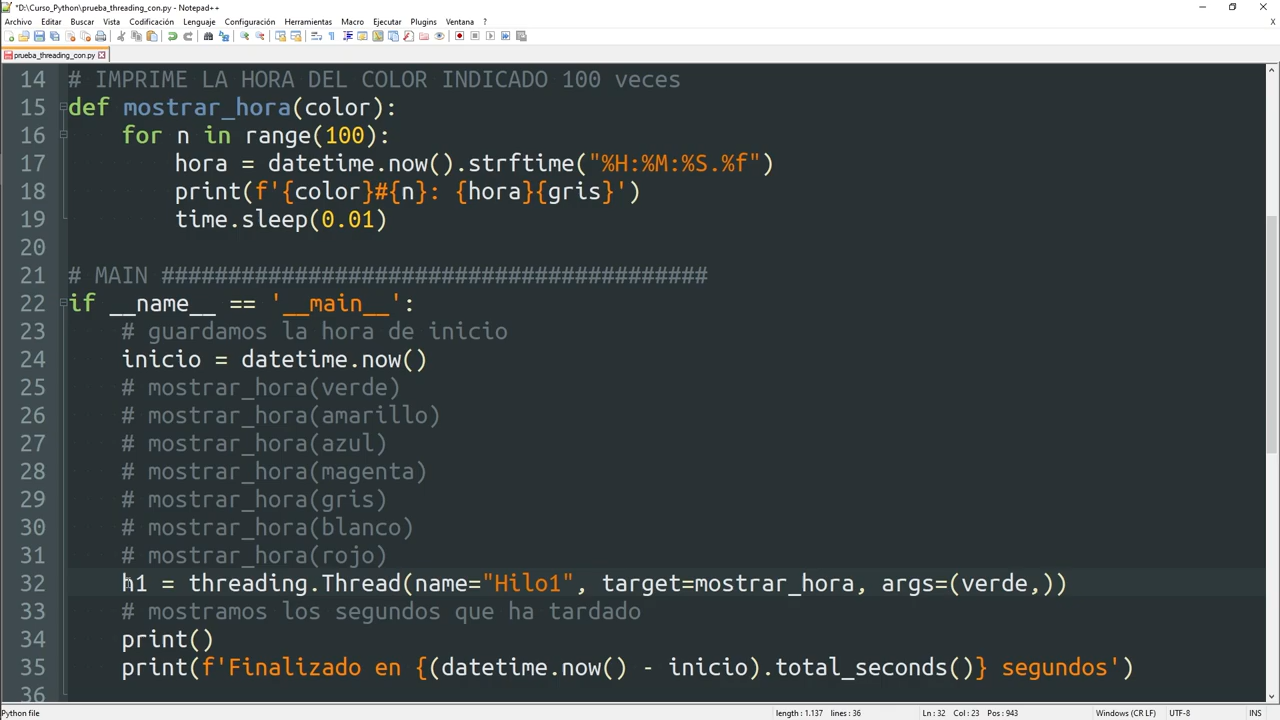 *D:\Curso_Python\prueba_threading_con.py - Notepad++
Archivo Editar Buscar Vista Codificación Lenguaje Configuración Herramientas Macro Ejecutar Plugins Ventana ? X
prueba_threading_con.py
14 # IMPRIME LA HORA DEL COLOR INDICADO 100 veces
15 def mostrar_hora(color):
16 for n in range(100):
17 hora = datetime.now().strftime("%H:%M:%S.%f")
18 print(f'{color}#{n}: {hora}{gris}')
19 time.sleep(0.01)
20
21 # MAIN #########################################
22 if __name__ == '__main__':
23 # guardamos la hora de inicio
24 inicio = datetime.now()
25 # mostrar_hora(verde)
26 # mostrar_hora(amarillo)
27 # mostrar_hora(azul)
28 # mostrar_hora(magenta)
29 # mostrar_hora(gris)
30 # mostrar_hora(blanco)
31 # mostrar_hora(rojo)
32 h1 = threading.Thread(name="Hilo1", target=mostrar_hora, args=(verde,))
33 # mostramos los segundos que ha tardado
34 print()
35 print(f'Finalizado en {(datetime.now() - inicio).total_seconds()} segundos')
36
Python file length : 1.137 lines : 36 Ln : 32 Col : 23 Pos : 943 Windows (CR LF) UTF-8 INS